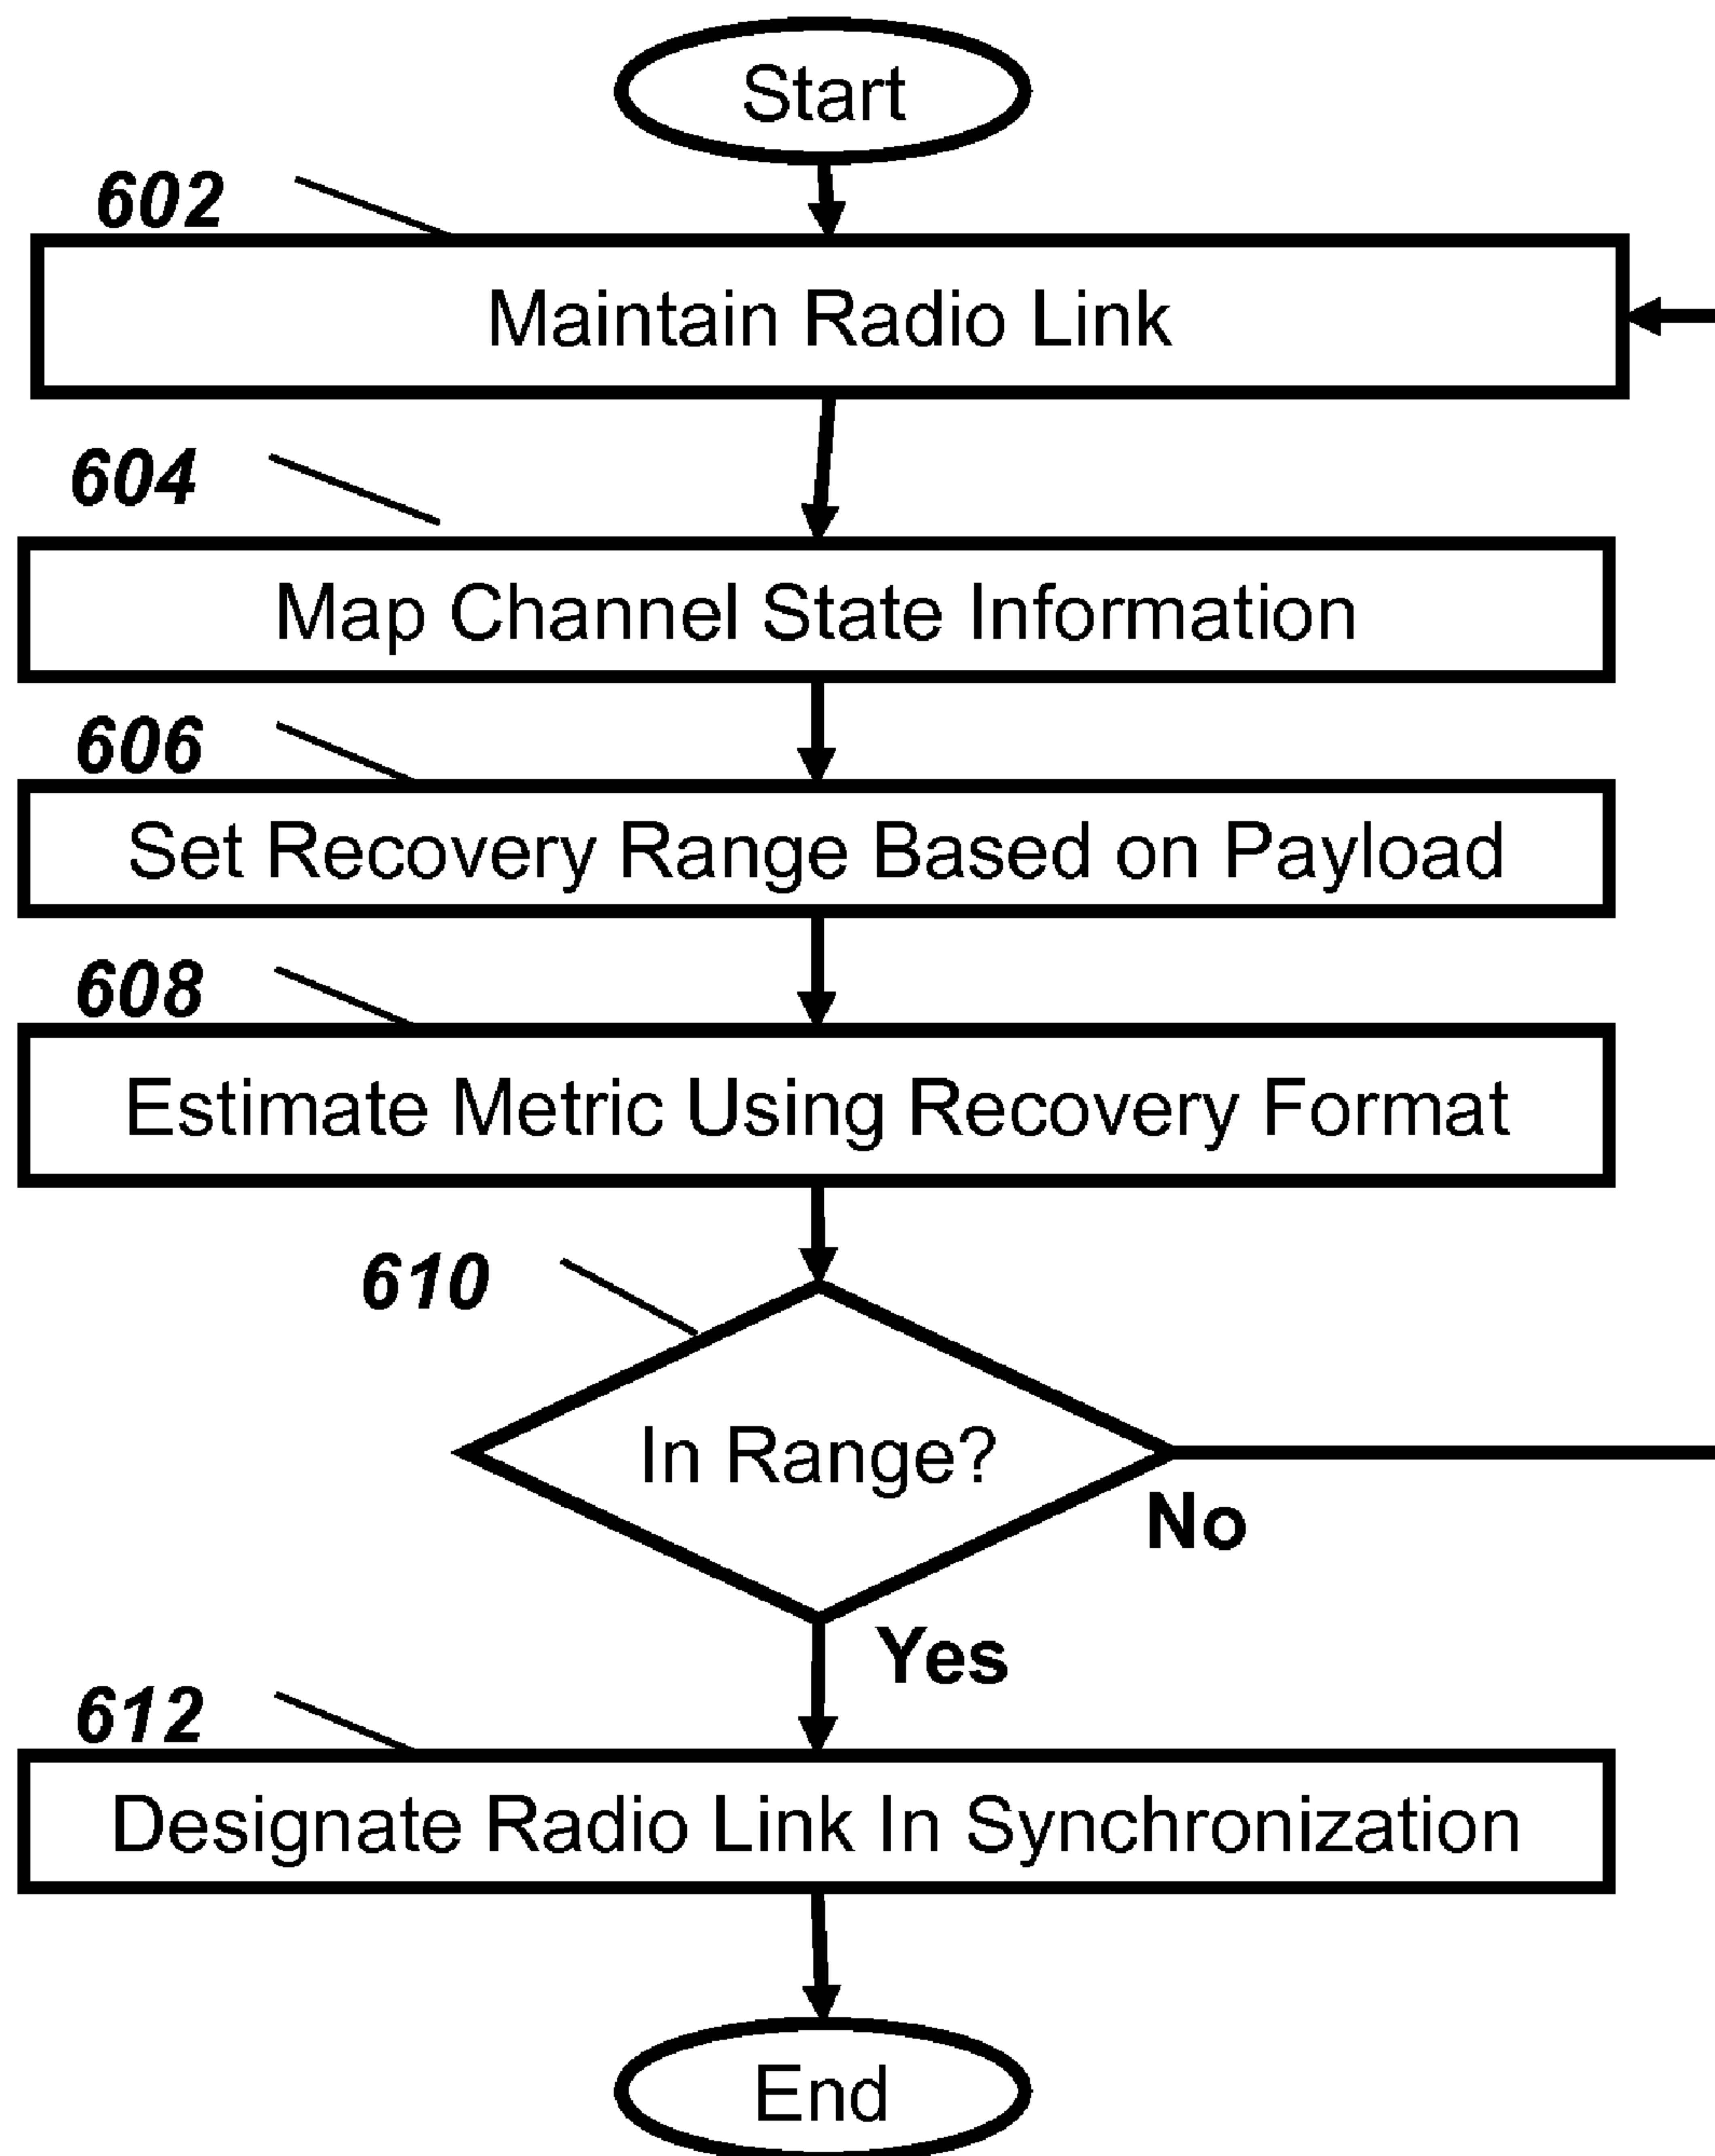 Start
602
Maintain Radio Link
604
Map Channel State Information
606
Set Recovery Range Based on Payload
608
Estimate Metric Using Recovery Format
610
In Range?
No
Yes
612
Designate Radio Link In Synchronization
End